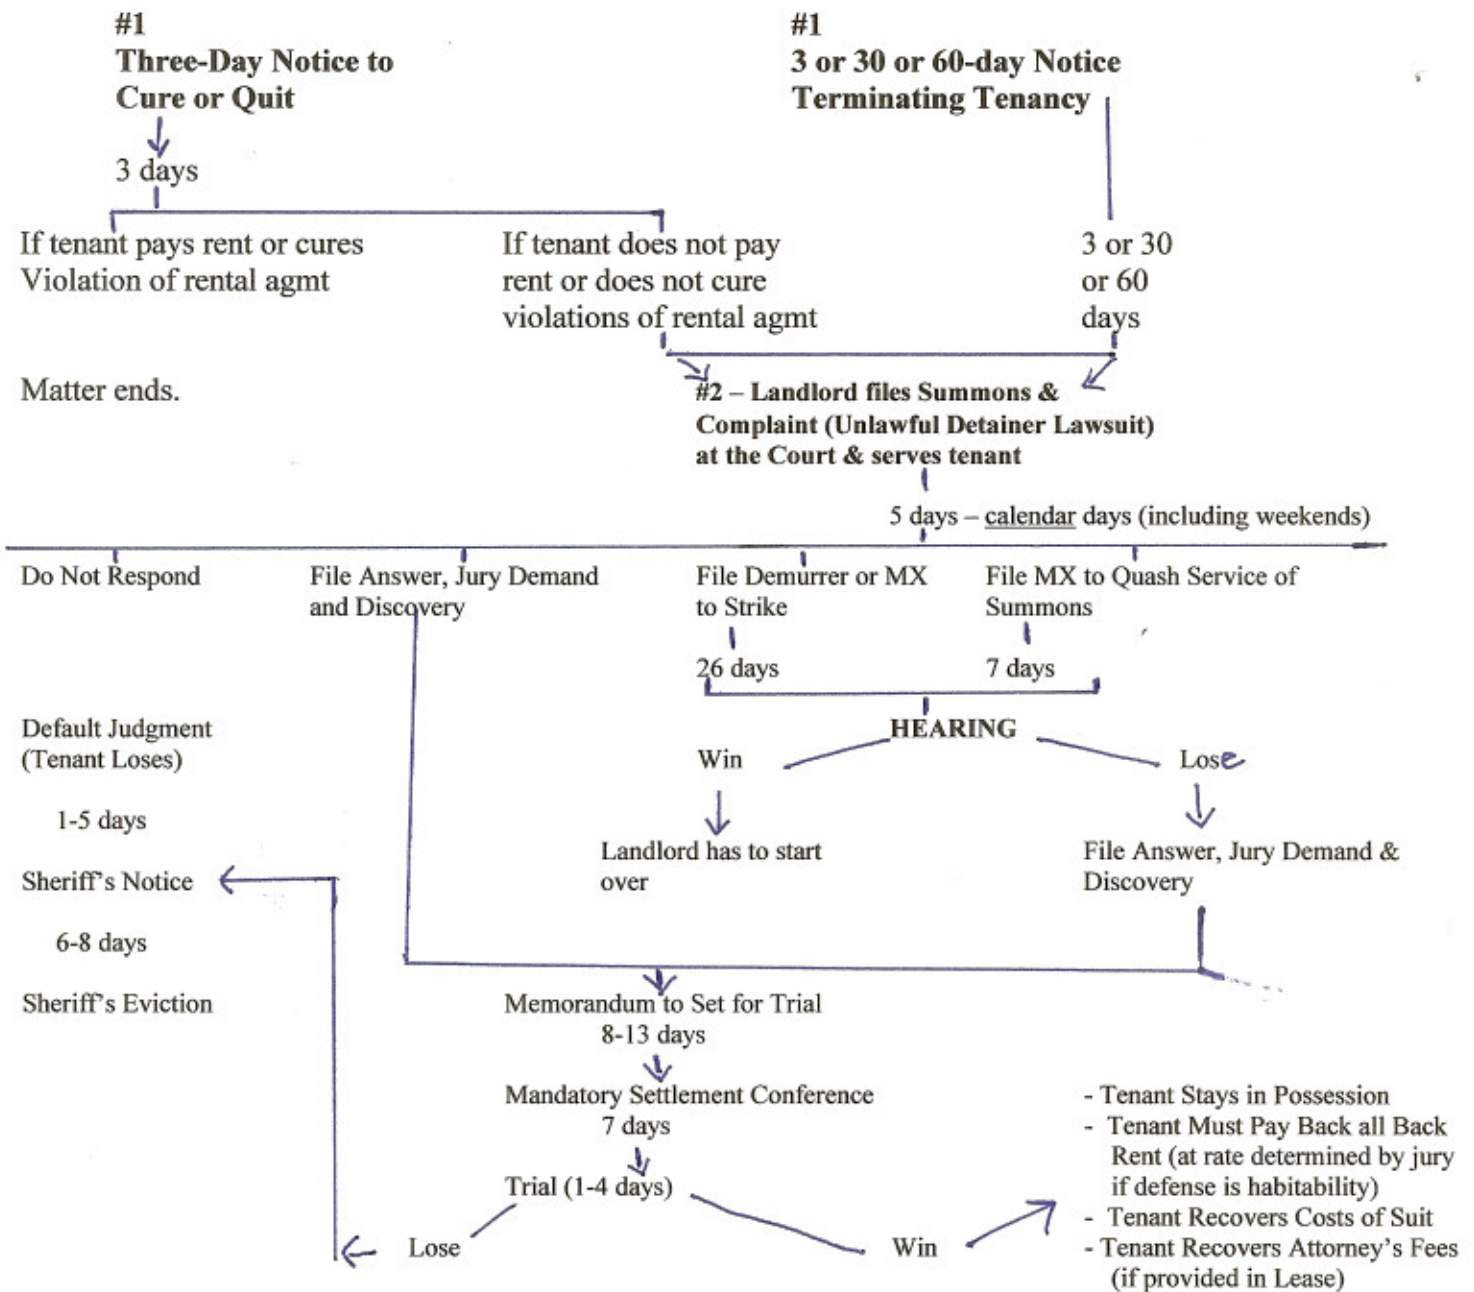 #1
Three-Day Notice to
Cure or Quit
#1
3 or 30 or 60-day Notice
Terminating Tenancy
3 days
If tenant pays rent or cures
Violation of rental agmt
If tenant does not pay
rent or does not cure
violations of rental agmt
3 or 30
or 60
days
Matter ends.
#2 – Landlord files Summons &
Complaint (Unlawful Detainer Lawsuit)
at the Court & serves tenant
5 days – calendar days (including weekends)
Do Not Respond
File Answer, Jury Demand
and Discovery
File Demurrer or MX
to Strike
File MX to Quash Service of
Summons
26 days
7 days
HEARING
Default Judgment
(Tenant Loses)
Win
Lose
1-5 days
Landlord has to start
over
File Answer, Jury Demand &
Discovery
Sheriff's Notice
6-8 days
Sheriff's Eviction
Memorandum to Set for Trial
8-13 days
Mandatory Settlement Conference
7 days
Trial (1-4 days)
Lose
Win
- Tenant Stays in Possession
- Tenant Must Pay Back all Back
Rent (at rate determined by jury
if defense is habitability)
- Tenant Recovers Costs of Suit
- Tenant Recovers Attorney's Fees
(if provided in Lease)